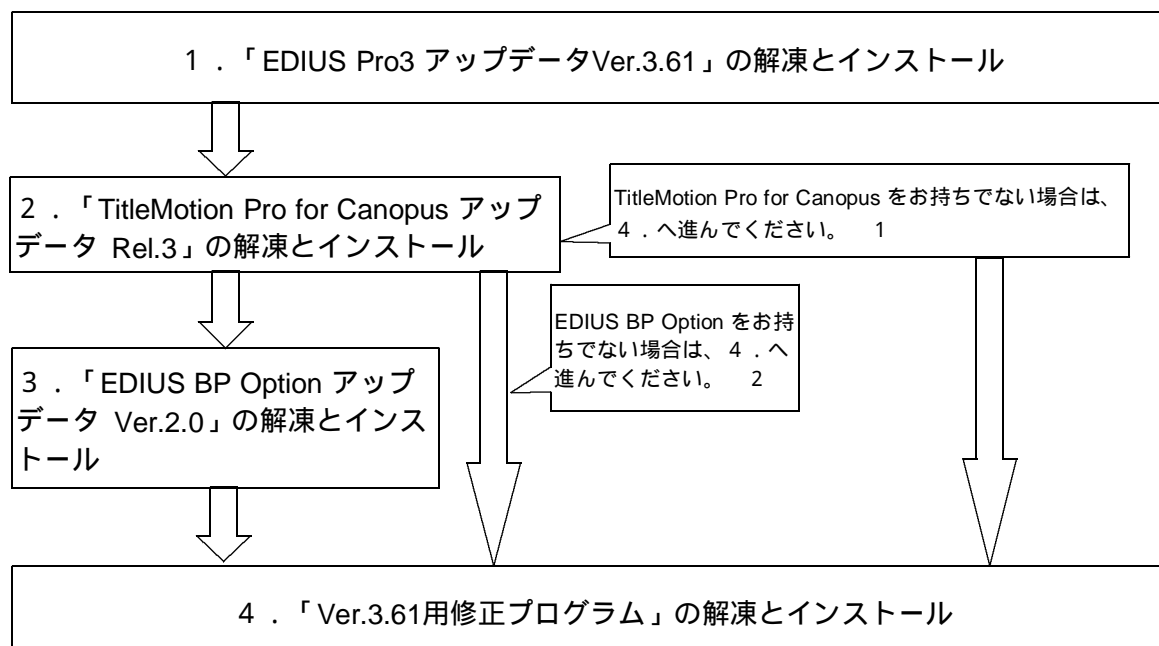 1．「EDIUS Pro3 アップデータVer.3.61」の解凍とインストール
2．「TitleMotion Pro for Canopus アップ
データ Rel.3」の解凍とインストール
TitleMotion Pro for Canopus をお持ちでない場合は、
4．へ進んでください。 1
EDIUS BP Option をお持
ちでない場合は、4．へ
進んでください。 2
3．「EDIUS BP Option アップ
データ Ver.2.0」の解凍とインス
トール
4．「Ver.3.61用修正プログラム」の解凍とインストール